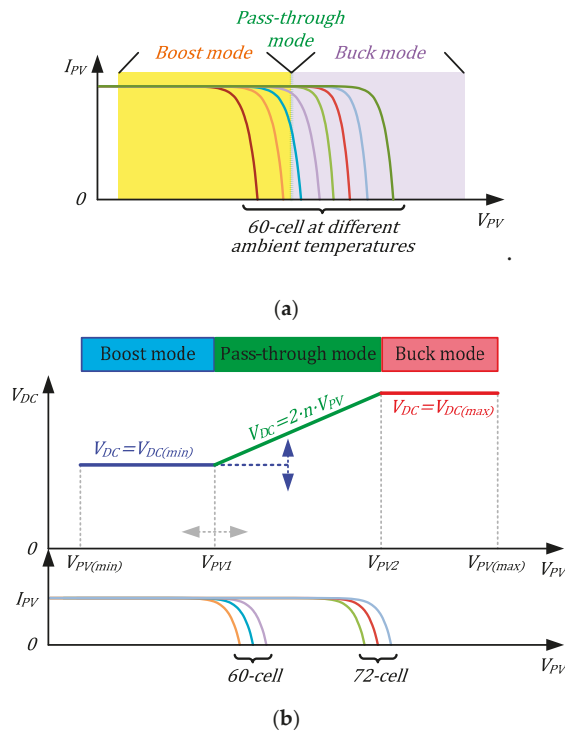 Pass-through
mode
Boost mode
Buck mode
I_PV
0
V_PV
60-cell at different
ambient temperatures
.
(a)
Boost mode
Pass-through mode
Buck mode
V_DC
V_DC=2·n·V_PV
V_DC=V_DC(max)
V_DC=V_DC(min)
0
V_PV(min)
V_PV1
V_PV2
V_PV(max)
V_PV
I_PV
0
V_PV
60-cell
72-cell
(b)